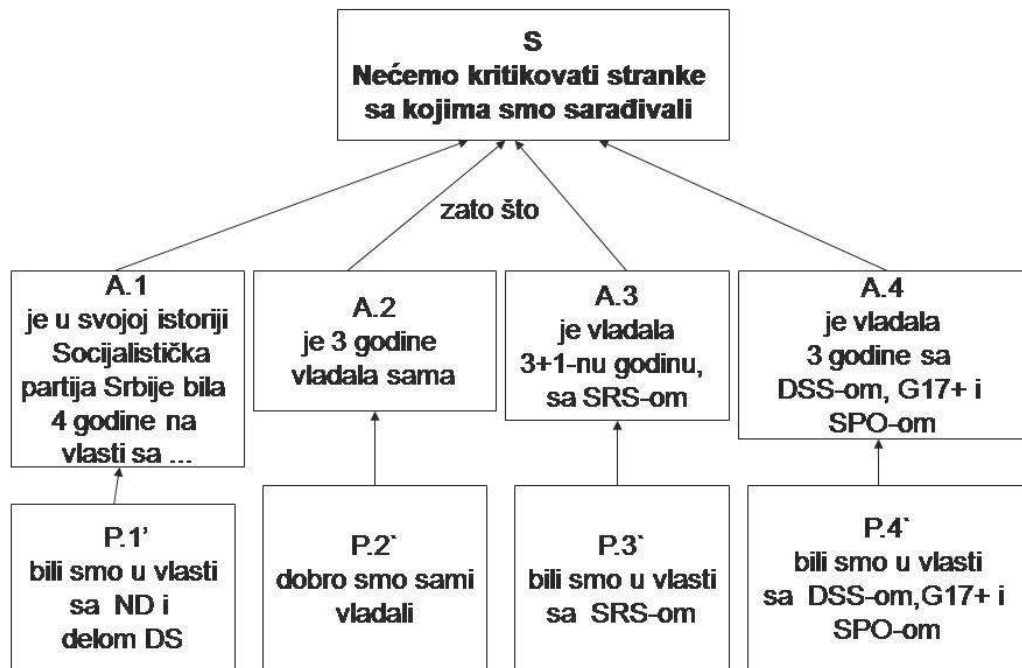 S
Nećemo kritikovati stranke
sa kojima smo sarađivali
zato što
A.1
je u svojoj istoriji
Socijalistička
partija Srbije bila
4 godine na
vlasti sa ...
A.2
je 3 godine
vladala sama
A.3
je vladala
3+1-nu godinu,
sa SRS-om
A.4
je vladala
3 godine sa
DSS-om, G17+ i
SPO-om
P.1’
bili smo u vlasti
sa ND i
delom DS
P.2`
dobro smo sami
vladali
P.3`
bili smo u vlasti
sa SRS-om
P.4`
bili smo u vlasti
sa DSS-om,G17+ i
SPO-om